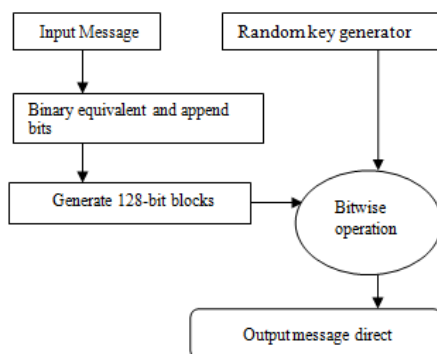 Input Message
Random key generator
Binary equivalent and append
bits
Generate 128-bit blocks
Bitwise
operation
Output message direct